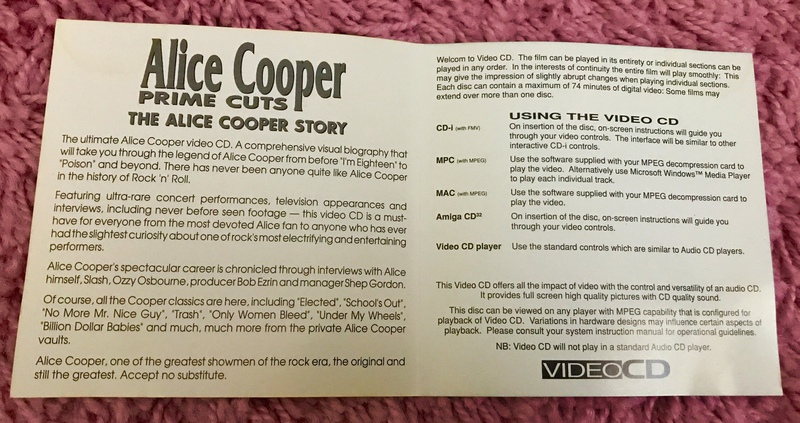 Alice Cooper
PRIME CUTS
THE ALICE COOPER STORY
The ultimate Alice Cooper video CD. A comprehensive visual biography that
will take you through the legend of Alice Cooper from before "I'm Eighteen" to
"Poison" and beyond. There has never been anyone quite like Alice Cooper
in the history of Rock 'n' Roll.
Featuring ultra-rare concert performances, television appearances and
interviews, including never before seen footage — this video CD is a must-
have for everyone from the most devoted Alice fan to anyone who has ever
had the slightest curiosity about one of rock's most electrifying and entertaining
performers.
Alice Cooper's spectacular career is chronicled through interviews with Alice
himself, Slash, Ozzy Osbourne, producer Bob Ezrin and manager Shep Gordon.
Of course, all the Cooper classics are here, including "Elected", "School's Out",
"No More Mr. Nice Guy", "Trash", "Only Women Bleed", "Under My Wheels",
"Billion Dollar Babies" and much, much more from the private Alice Cooper
vaults.
Alice Cooper, one of the greatest showmen of the rock era, the original and
still the greatest. Accept no substitute.
Welcom to Video CD. The film can be played in its entirety or individual sections can be
played in any order. In the interests of continuity the entire film will play smoothly: This
may give the impression of slightly abrupt changes when playing individual sections.
Each disc can contain a maximum of 74 minutes of digital video: Some films may
extend over more than one disc.
USING THE VIDEO CD
CD-i (with FMV) On insertion of the disc, on-screen instructions will guide you
through your video controls. The interface will be similar to other
interactive CD-i controls.
MPC (with MPEG) Use the software supplied with your MPEG decompression card to
play the video. Alternatively use Microsoft Windows™ Media Player
to play each individual track.
MAC (with MPEG) Use the software supplied with your MPEG decompression card to
play the video.
Amiga CD³² On insertion of the disc, on-screen instructions will guide you
through your video controls.
Video CD player Use the standard controls which are similar to Audio CD players.
This Video CD offers all the impact of video with the control and versatility of an audio CD.
It provides full screen high quality pictures with CD quality sound.
This disc can be viewed on any player with MPEG capability that is configured for
playback of Video CD. Variations in hardware designs may influence certain aspects of
playback. Please consult your system instruction manual for operational guidelines.
NB: Video CD will not play in a standard Audio CD player.
VIDEOCD